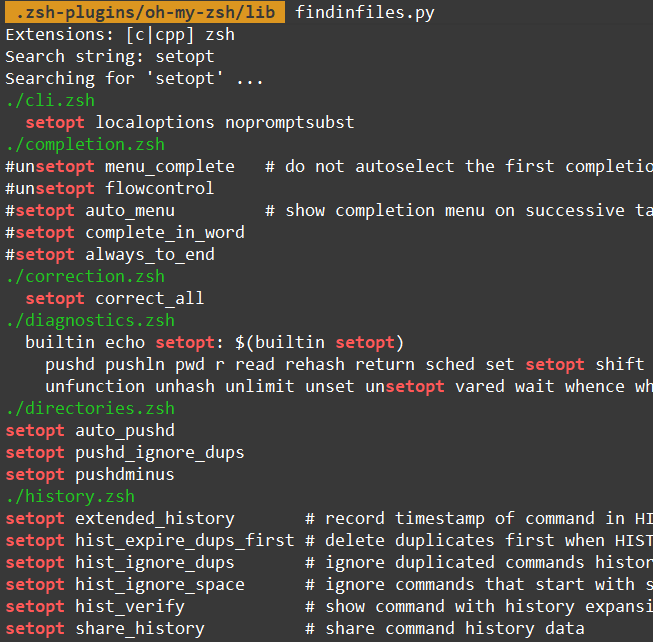 .zsh-plugins/oh-my-zsh/lib findinfiles.py
Extensions: [c|cpp] zsh
Search string: setopt
Searching for 'setopt' ...
./cli.zsh
setopt localoptions nopromptsubst
./completion.zsh
#unsetopt menu_complete # do not autoselect the first completio
#unsetopt flowcontrol
#setopt auto_menu # show completion menu on successive ta
#setopt complete_in_word
#setopt always_to_end
./correction.zsh
setopt correct_all
./diagnostics.zsh
builtin echo setopt: $(builtin setopt)
pushd pushln pwd r read rehash return sched set setopt shift
unfunction unhash unlimit unset unsetopt vared wait whence wh
./directories.zsh
setopt auto_pushd
setopt pushd_ignore_dups
setopt pushdminus
./history.zsh
setopt extended_history # record timestamp of command in HI
setopt hist_expire_dups_first # delete duplicates first when HIST
setopt hist_ignore_dups # ignore duplicated commands histor
setopt hist_ignore_space # ignore commands that start with s
setopt hist_verify # show command with history expansi
setopt share_history # share command history data